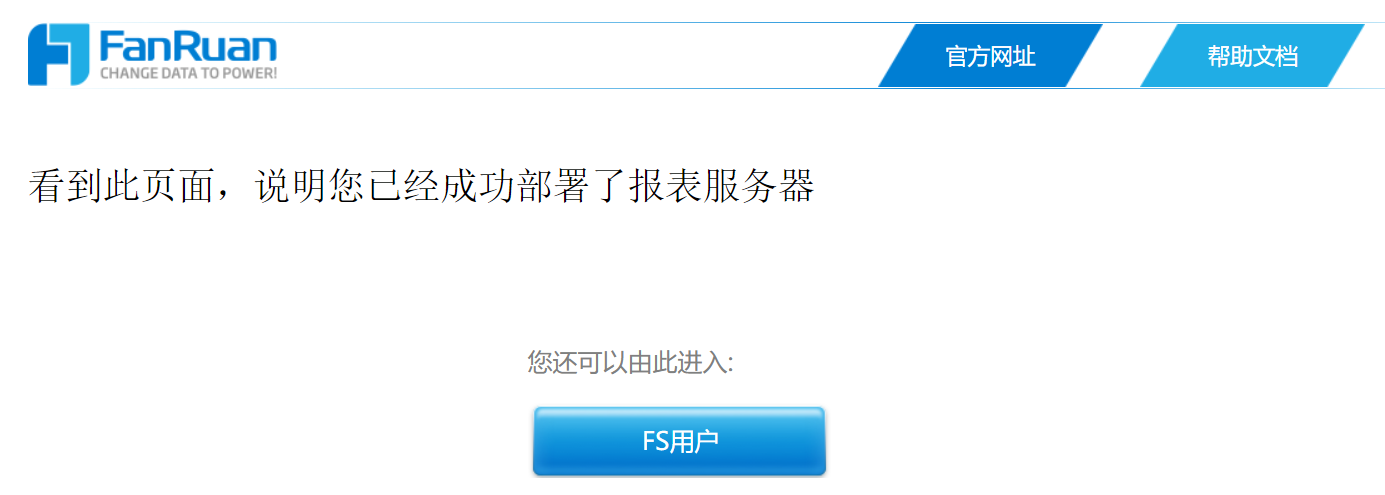 FanRuan
CHANGE DATA TO POWER!
官方网址
帮助文档
看到此页面，说明您已经成功部署了报表服务器
您还可以由此进入:
FS用户